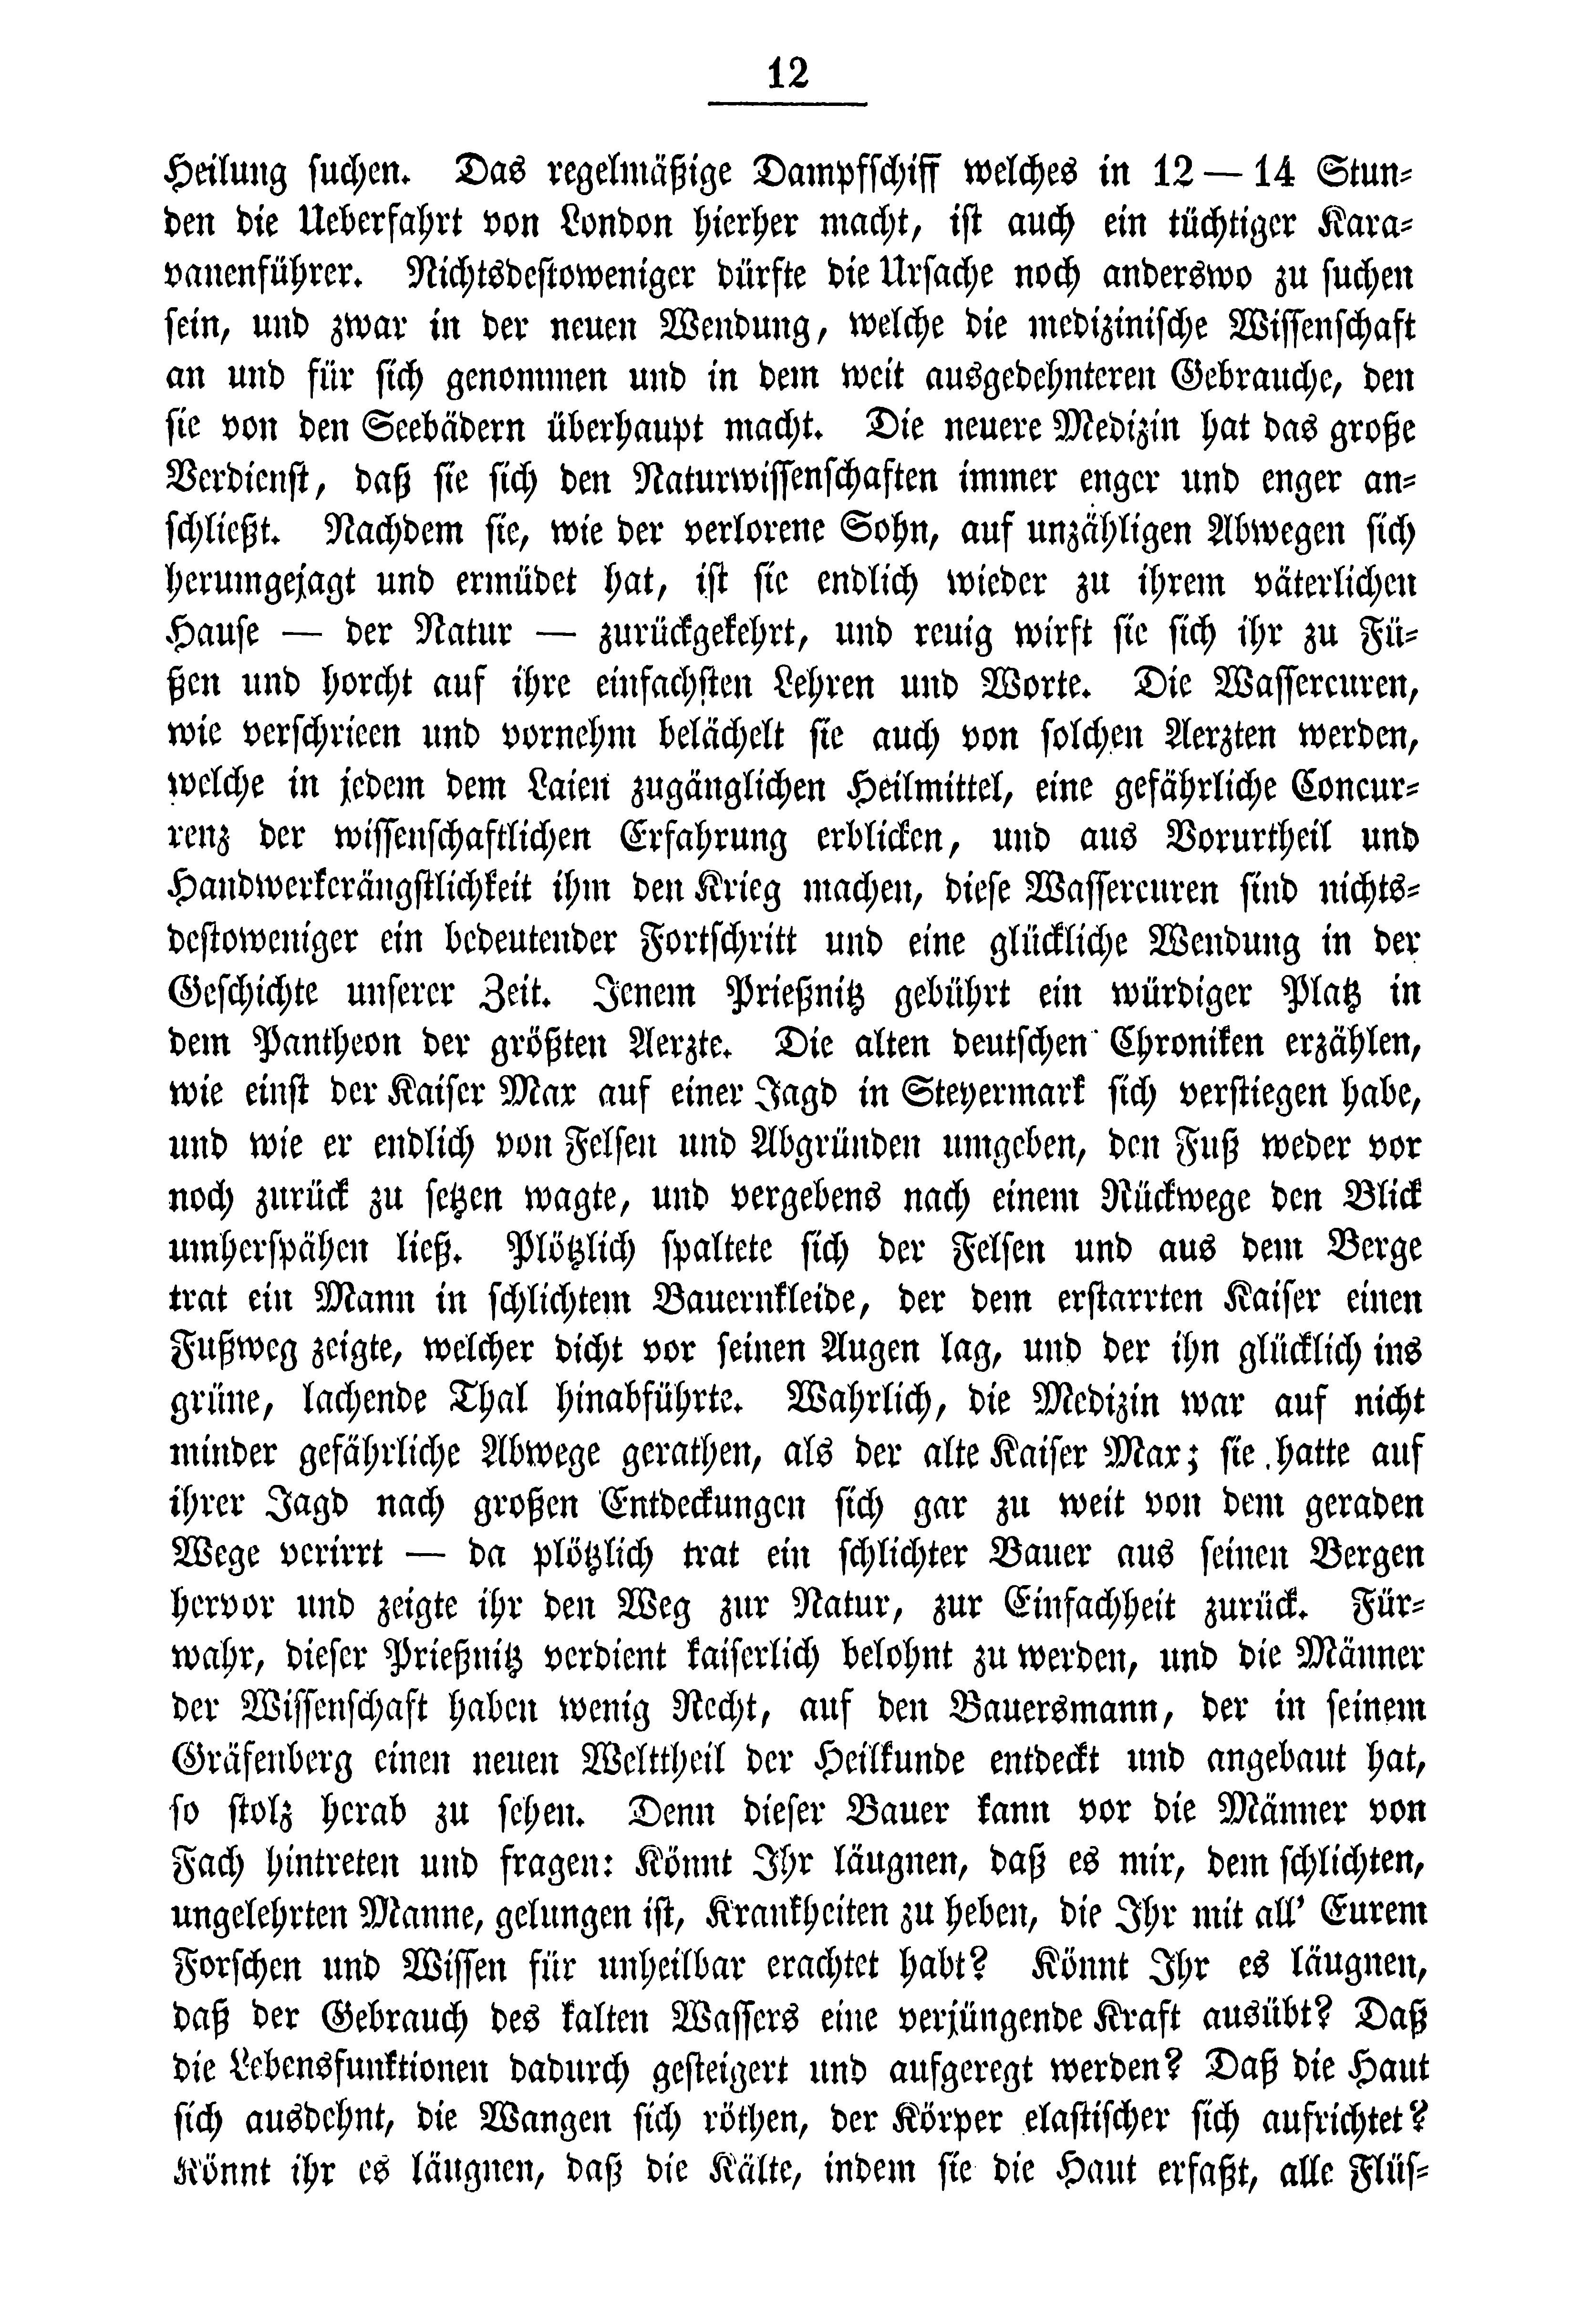 12
Heilung suchen. Das regelmäßige Dampfschiff welches in 12 — 14 Stun-
den die Ueberfahrt von London hierher macht, ist auch ein tüchtiger Kara-
vanenführer. Nichtsdestoweniger dürfte die Ursache noch anderswo zu suchen
sein, und zwar in der neuen Wendung, welche die medizinische Wissenschaft
an und für sich genommen und in dem weit ausgedehnteren Gebrauche, den
sie von den Seebädern überhaupt macht. Die neuere Medizin hat das große
Verdienst, daß sie sich den Naturwissenschaften immer enger und enger an-
schließt. Nachdem sie, wie der verlorene Sohn, auf unzähligen Abwegen sich
herumgejagt und ermüdet hat, ist sie endlich wieder zu ihrem väterlichen
Hause — der Natur — zurückgekehrt, und reuig wirft sie sich ihr zu Fü-
ßen und horcht auf ihre einfachsten Lehren und Worte. Die Wassercuren,
wie verschrieen und vornehm belächelt sie auch von solchen Aerzten werden,
welche in jedem dem Laien zugänglichen Heilmittel, eine gefährliche Concur-
renz der wissenschaftlichen Erfahrung erblicken, und aus Vorurtheil und
Handwerkerängstlichkeit ihm den Krieg machen, diese Wassercuren sind nichts-
destoweniger ein bedeutender Fortschritt und eine glückliche Wendung in der
Geschichte unserer Zeit. Jenem Prießnitz gebührt ein würdiger Platz in
dem Pantheon der größten Aerzte. Die alten deutschen Chroniken erzählen,
wie einst der Kaiser Max auf einer Jagd in Steyermark sich verstiegen habe,
und wie er endlich von Felsen und Abgründen umgeben, den Fuß weder vor
noch zurück zu setzen wagte, und vergebens nach einem Rückwege den Blick
umherspähen ließ. Plötzlich spaltete sich der Felsen und aus dem Berge
trat ein Mann in schlichtem Bauernkleide, der dem erstarrten Kaiser einen
Fußweg zeigte, welcher dicht vor seinen Augen lag, und der ihn glücklich ins
grüne, lachende Thal hinabführte. Wahrlich, die Medizin war auf nicht
minder gefährliche Abwege gerathen, als der alte Kaiser Max; sie hatte auf
ihrer Jagd nach großen Entdeckungen sich gar zu weit von dem geraden
Wege verirrt — da plötzlich trat ein schlichter Bauer aus seinen Bergen
hervor und zeigte ihr den Weg zur Natur, zur Einfachheit zurück. Für-
wahr, dieser Prießnitz verdient kaiserlich belohnt zu werden, und die Männer
der Wissenschaft haben wenig Recht, auf den Bauersmann, der in seinem
Gräfenberg einen neuen Welttheil der Heilkunde entdeckt und angebaut hat,
so stolz herab zu sehen. Denn dieser Bauer kann vor die Männer von
Fach hintreten und fragen: Könnt Ihr läugnen, daß es mir, dem schlichten,
ungelehrten Manne, gelungen ist, Krankheiten zu heben, die Ihr mit all' Eurem
Forschen und Wissen für unheilbar erachtet habt? Könnt Ihr es läugnen,
daß der Gebrauch des kalten Wassers eine verjüngende Kraft ausübt? Daß
die Lebensfunktionen dadurch gesteigert und aufgeregt werden? Daß die Haut
sich ausdehnt, die Wangen sich röthen, der Körper elastischer sich aufrichtet?
Könnt ihr es läugnen, daß die Kälte, indem sie die Haut erfaßt, alle Flüs-